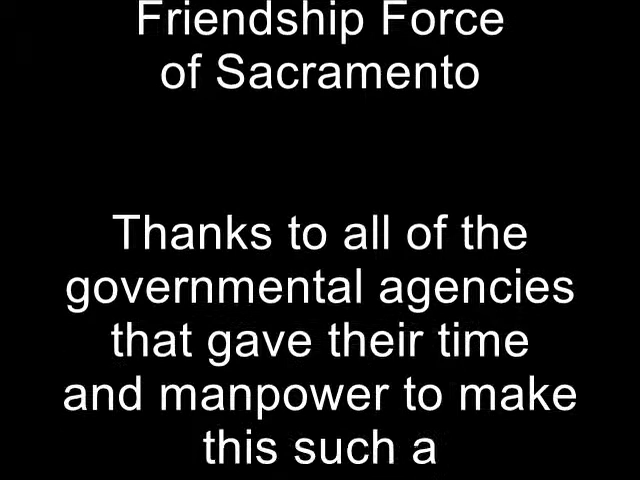 Friendship Force
of Sacramento
Thanks to all of the
governmental agencies
that gave their time
and manpower to make
this such a